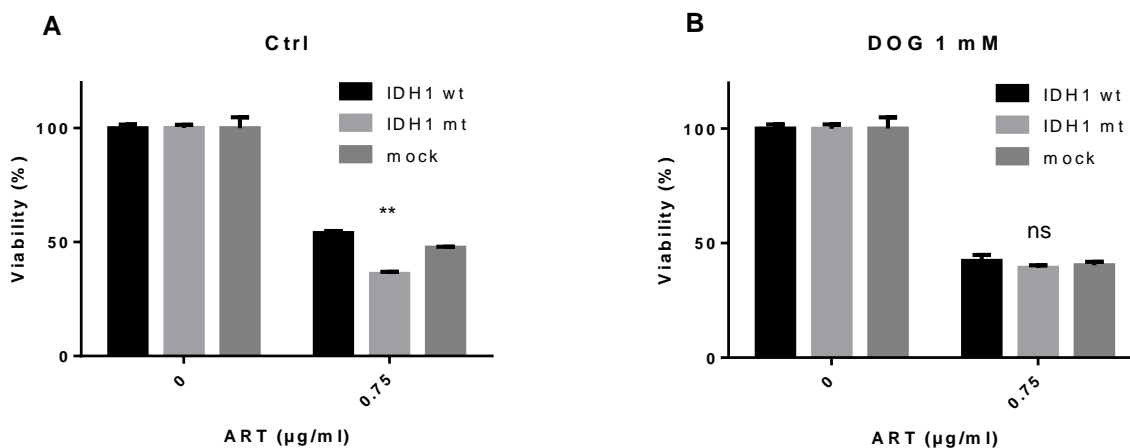 A
Ctrl
IDH1 wt
IDH1 mt
mock
Viability (%)
100
50
0
**
0
0.75
ART (µg/ml)
B
DOG 1 mM
IDH1 wt
IDH1 mt
mock
Viability (%)
100
50
0
ns
0
0.75
ART (µg/ml)